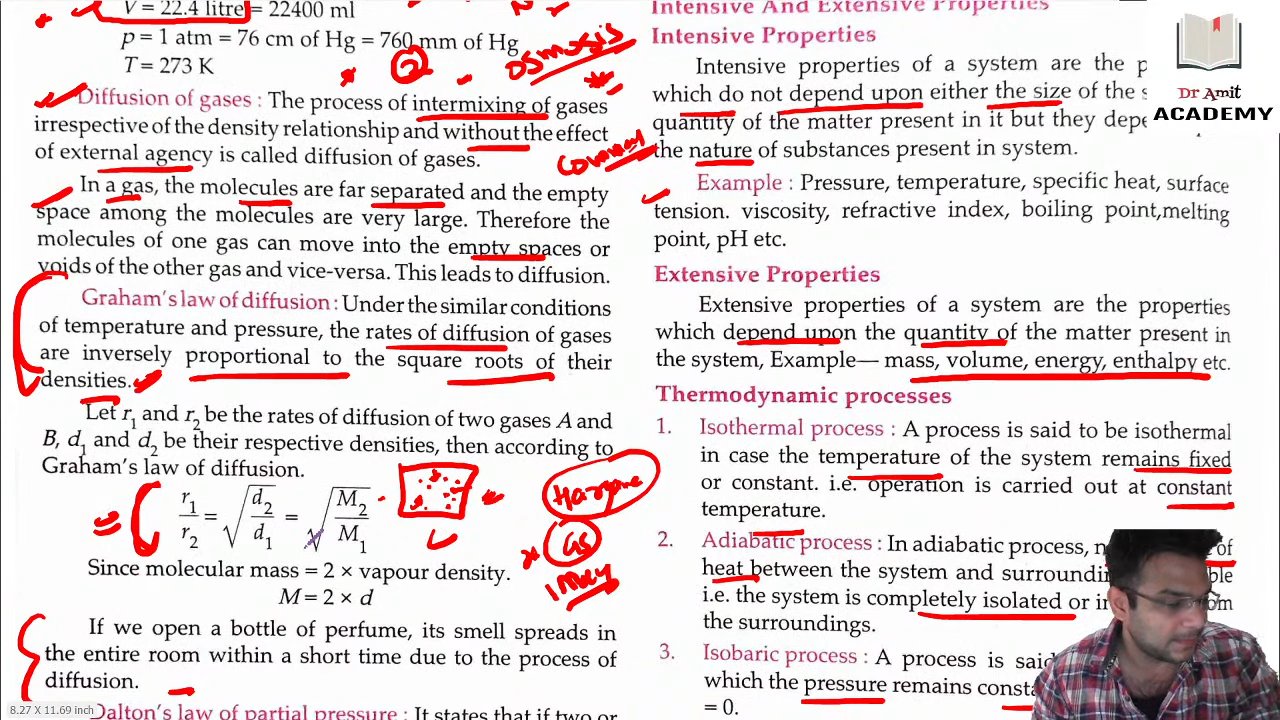 V = 22.4 litre = 22400 ml
p = 1 atm = 76 cm of Hg = 760 mm of Hg
T = 273 K
2
osmosis
Diffusion of gases : The process of intermixing of gases
irrespective of the density relationship and without the effect
of external agency is called diffusion of gases.
In a gas, the molecules are far separated and the empty
space among the molecules are very large. Therefore the
molecules of one gas can move into the empty spaces or
voids of the other gas and vice-versa. This leads to diffusion.
Graham's law of diffusion : Under the similar conditions
of temperature and pressure, the rates of diffusion of gases
are inversely proportional to the square roots of their
densities.
Let r₁ and r₂ be the rates of diffusion of two gases A and
B, d₁ and d₂ be their respective densities, then according to
Graham's law of diffusion.
r₁/r₂ = √(d₂/d₁) = √(M₂/M₁)
Since molecular mass = 2 × vapour density.
M = 2 × d
If we open a bottle of perfume, its smell spreads in
the entire room within a short time due to the process of
diffusion.
Dalton's law of partial pressure : It states that if two or
8.27 X 11.69 inch
Intensive And Extensive Properties
Intensive Properties
Intensive properties of a system are the p
which do not depend upon either the size of the s
quantity of the matter present in it but they depe
the nature of substances present in system.
Example : Pressure, temperature, specific heat, surface
tension. viscosity, refractive index, boiling point,melting
point, pH etc.
Extensive Properties
Extensive properties of a system are the properties
which depend upon the quantity of the matter present in
the system, Example— mass, volume, energy, enthalpy etc.
Thermodynamic processes
1. Isothermal process : A process is said to be isothermal
in case the temperature of the system remains fixed
or constant. i.e. operation is carried out at constant
temperature.
2. Adiabatic process : In adiabatic process, of
heat between the system and
i.e. the system is completely isolated or
the surroundings.
3. Isobaric process : A process is
which the pressure remains
= 0.
Dr Amit
ACADEMY